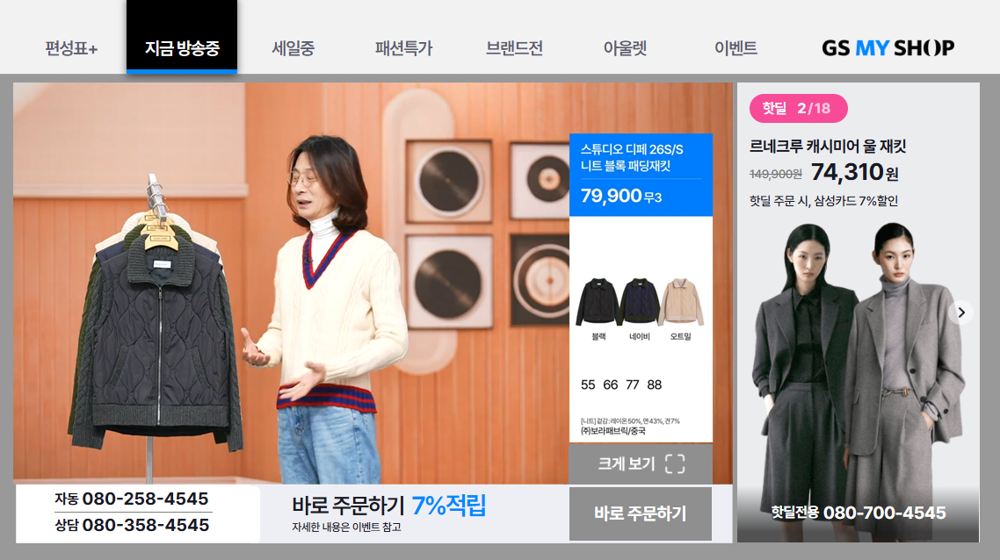 편성표+
지금 방송중
세일중
패션특가
브랜드전
아울렛
이벤트
GS MY SHOP
스튜디오 디페 26S/S
니트 블록 패딩재킷
79,900 무3
블랙 네이비 오트밀
55 66 77 88
[니트] 겉감: 레이온 50%, 면 43%, 견 7%
(주)보라패브릭/중국
크게 보기
자동 080-258-4545
상담 080-358-4545
바로 주문하기 7%적립
자세한 내용은 이벤트 참고
바로 주문하기
핫딜 2/18
르네크루 캐시미어 울 재킷
149,900원 74,310원
핫딜 주문 시, 삼성카드 7%할인
핫딜전용 080-700-4545